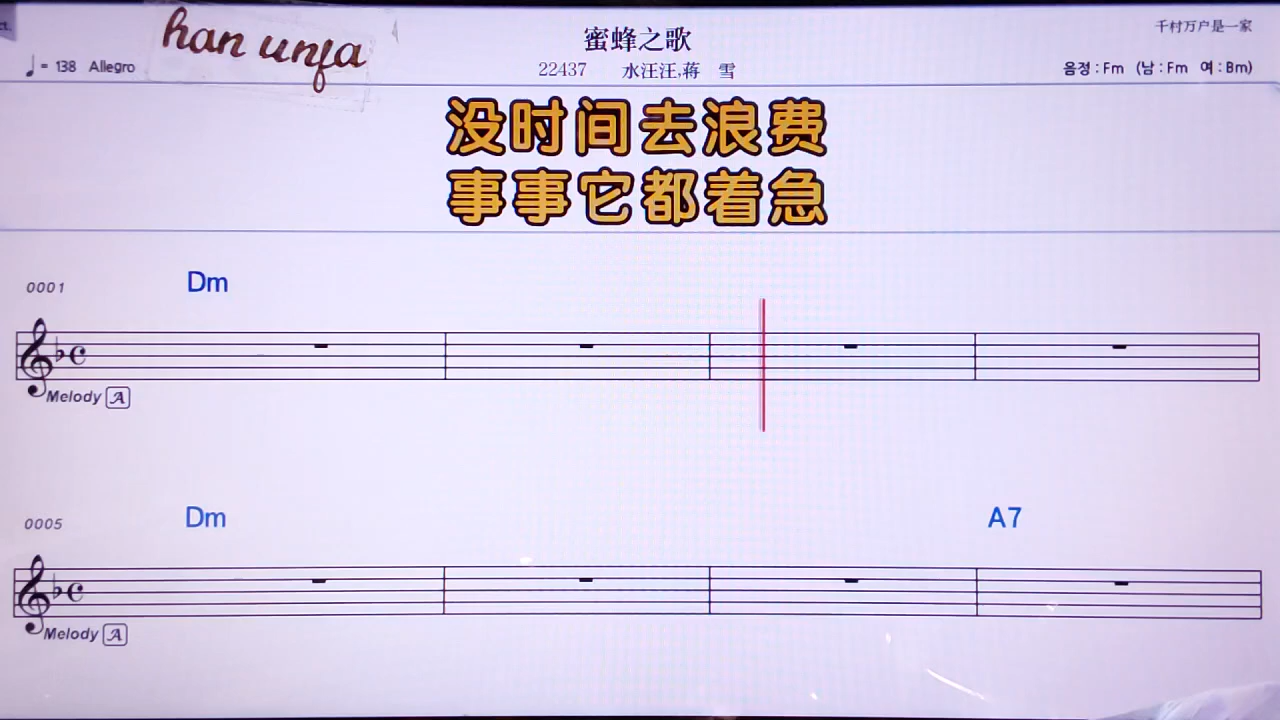 han unfa
蜜蜂之歌
千村万户是一家
♩= 138 Allegro
22437 水汪汪,蒋 雪
음정 : Fm (남 : Fm 여 : Bm)
没时间去浪费
事事它都着急
0001 Dm
Melody A
0005 Dm A7
Melody A